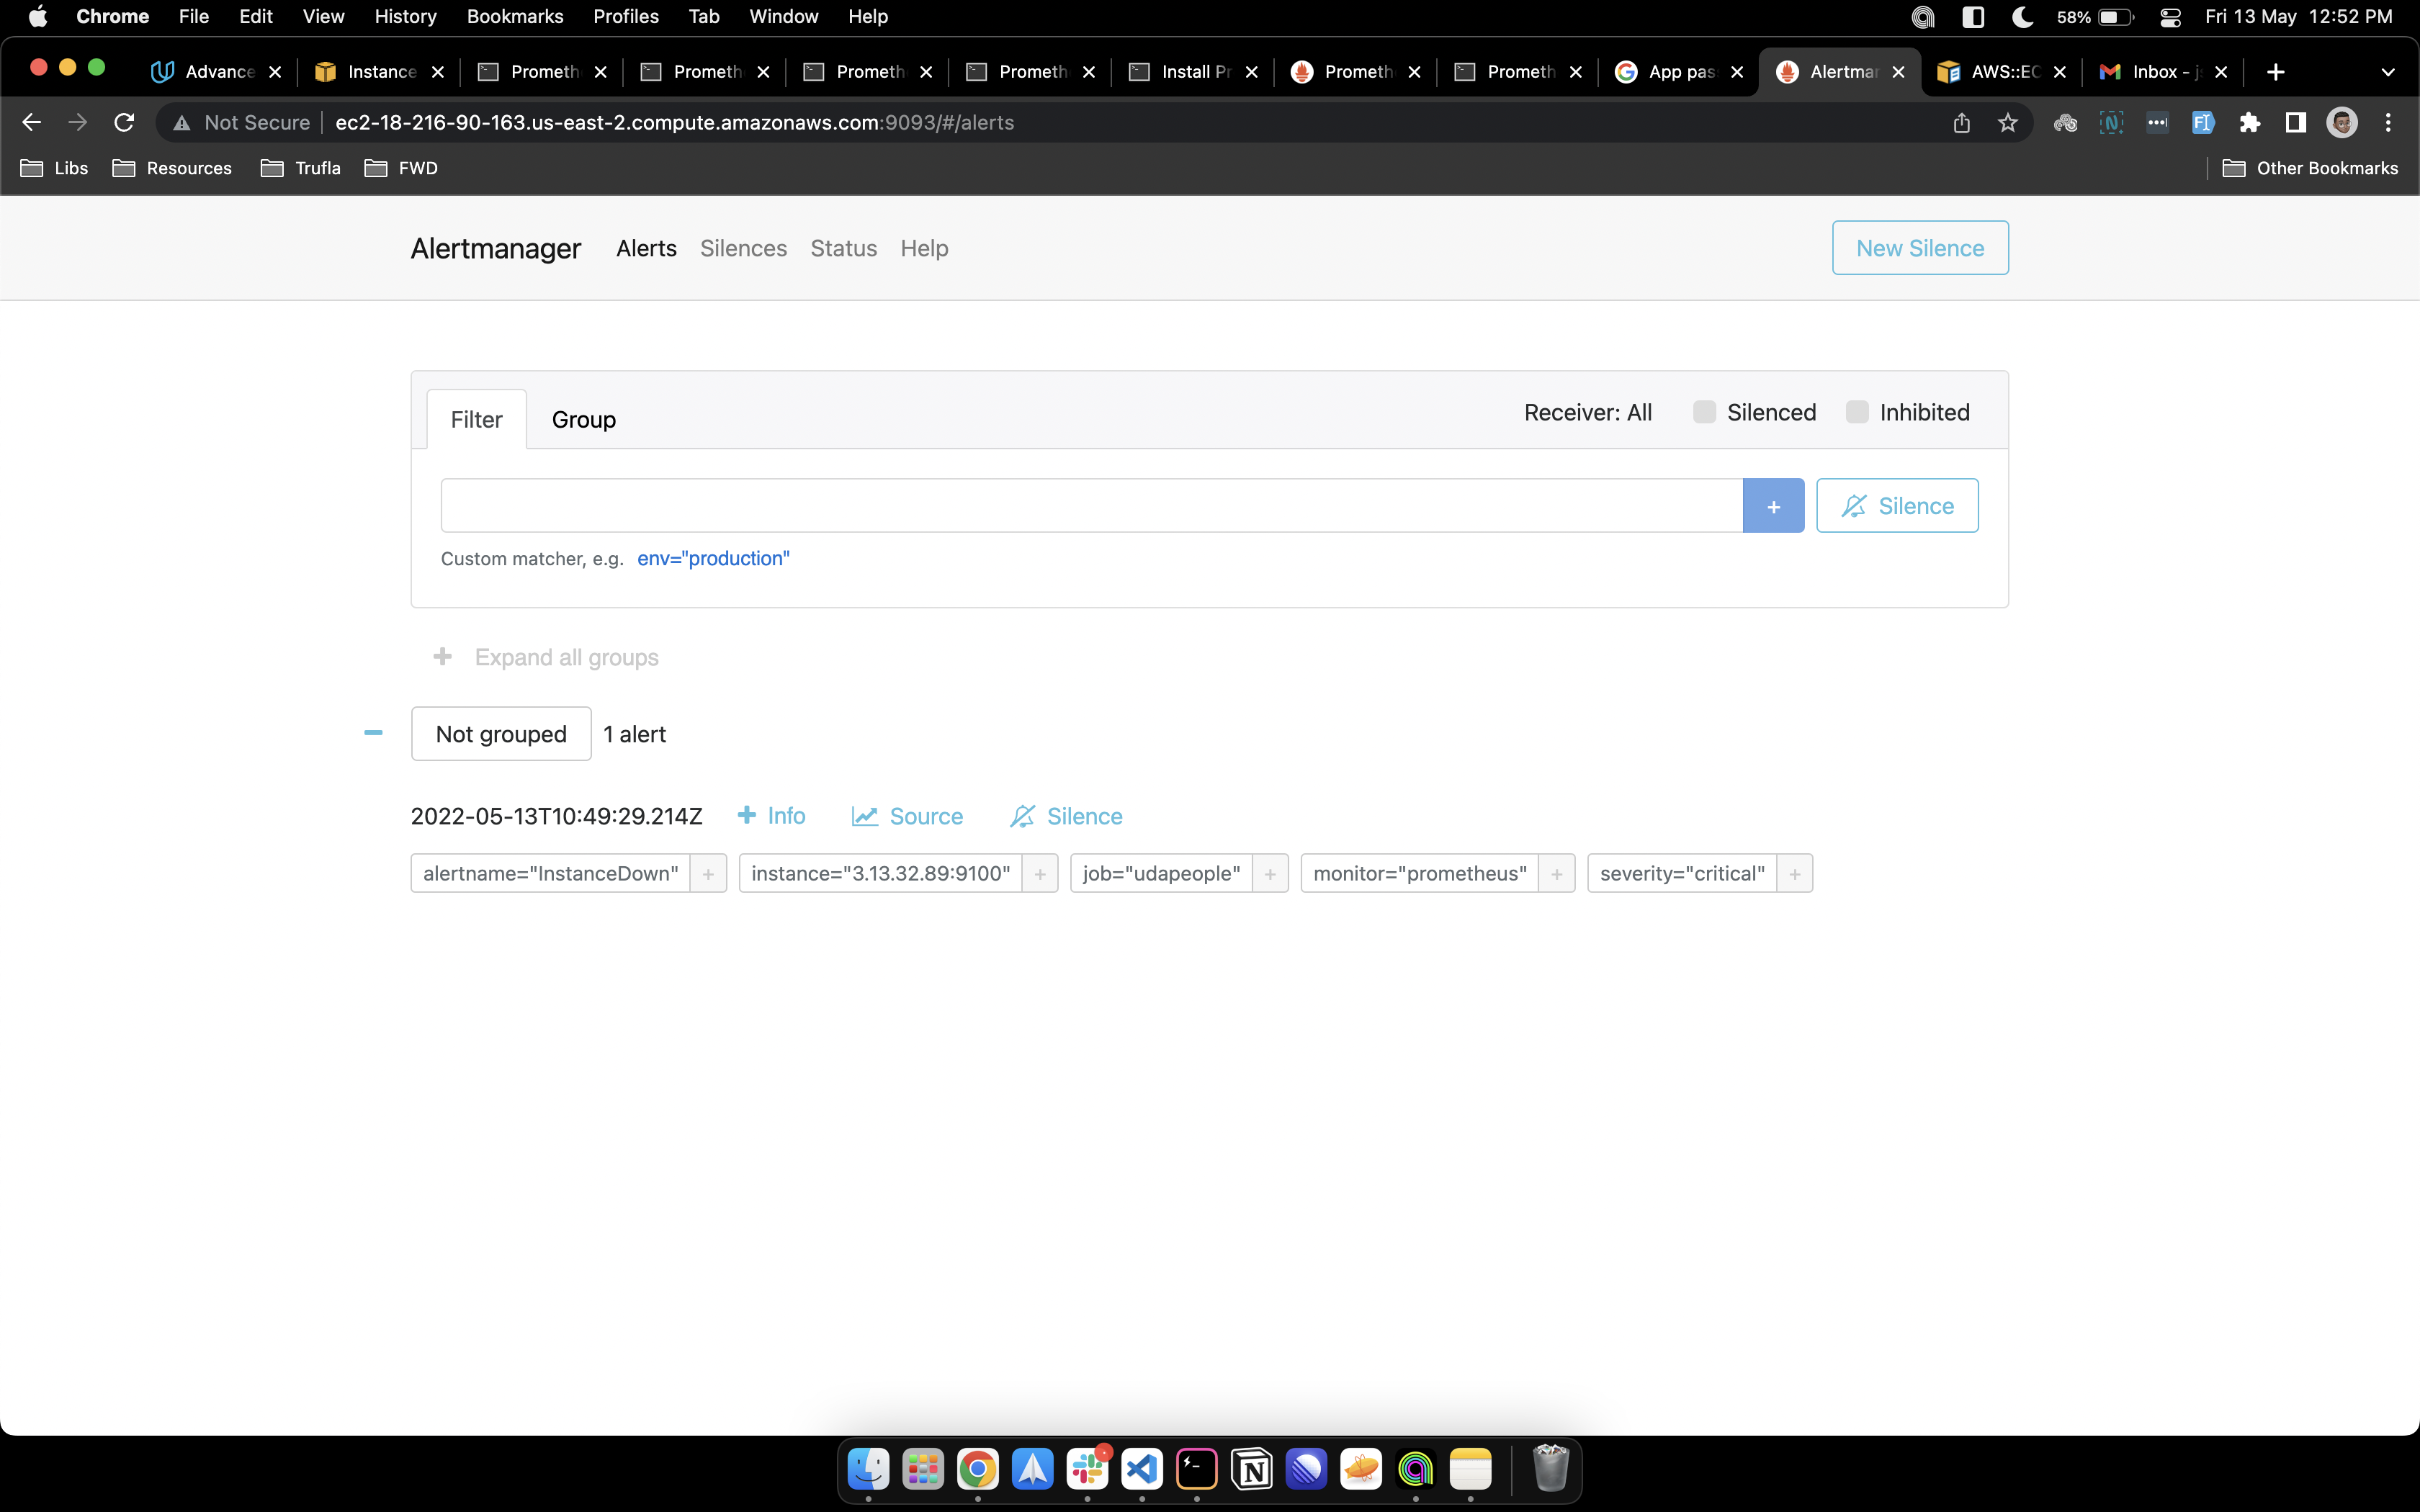 Chrome File Edit View History Bookmarks Profiles Tab Window Help 58% Fri 13 May 12:52 PM
Advance Instance Prometh Prometh Prometh Prometh Install Pr Prometh Prometh App pas Alertmar AWS::EC Inbox - js
Not Secure ec2-18-216-90-163.us-east-2.compute.amazonaws.com:9093/#/alerts
Libs Resources Trufla FWD Other Bookmarks
Alertmanager Alerts Silences Status Help New Silence
Filter Group Receiver: All Silenced Inhibited
+ Silence
Custom matcher, e.g. env="production"
+ Expand all groups
- Not grouped 1 alert
2022-05-13T10:49:29.214Z + Info Source Silence
alertname="InstanceDown" + instance="3.13.32.89:9100" + job="udapeople" + monitor="prometheus" + severity="critical" +